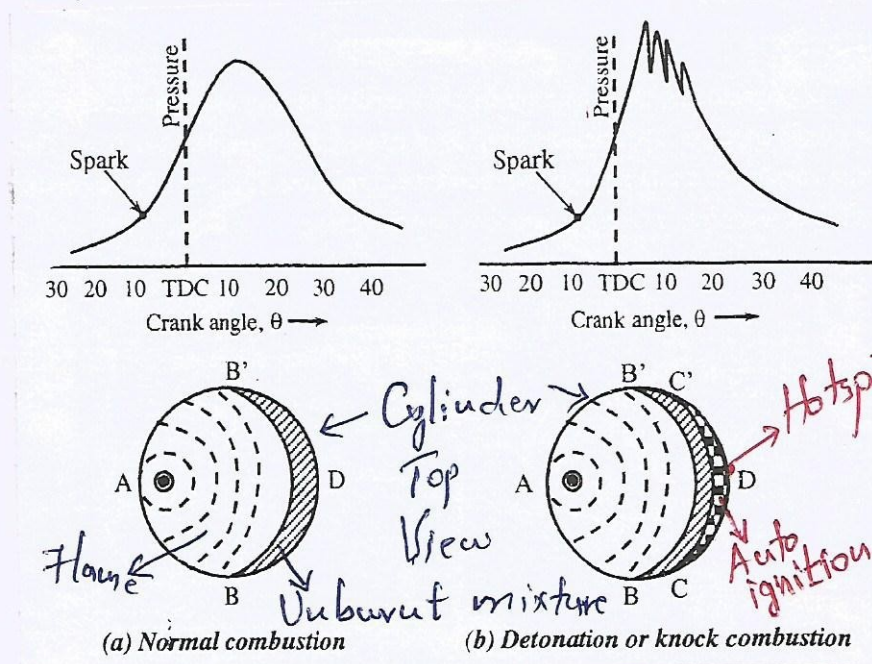 Pressure
Spark
30 20 10 TDC 10 20 30 40
Crank angle, θ
Pressure
Spark
30 20 10 TDC 10 20 30 40
Crank angle, θ
B'
A
D
B
Flame
Unburnt mixture
Cylinder
Top
View
B' C'
A
D
B C
Hotsp
Auto
ignition
(a) Normal combustion
(b) Detonation or knock combustion